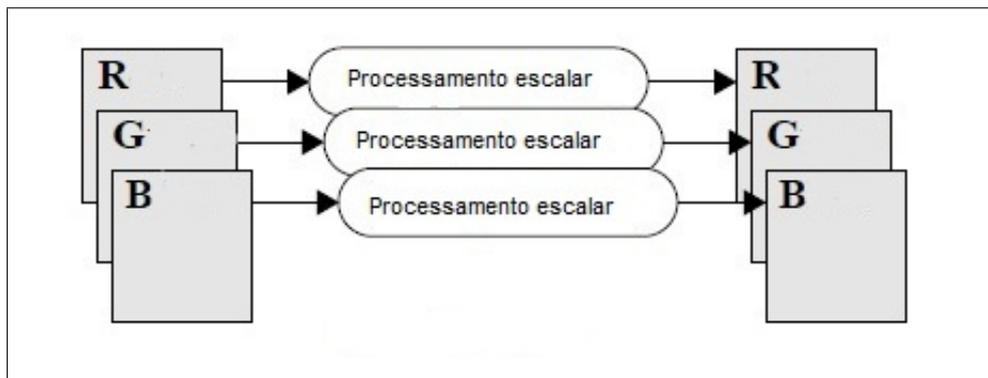 R Processamento escalar R
G Processamento escalar G
B Processamento escalar B